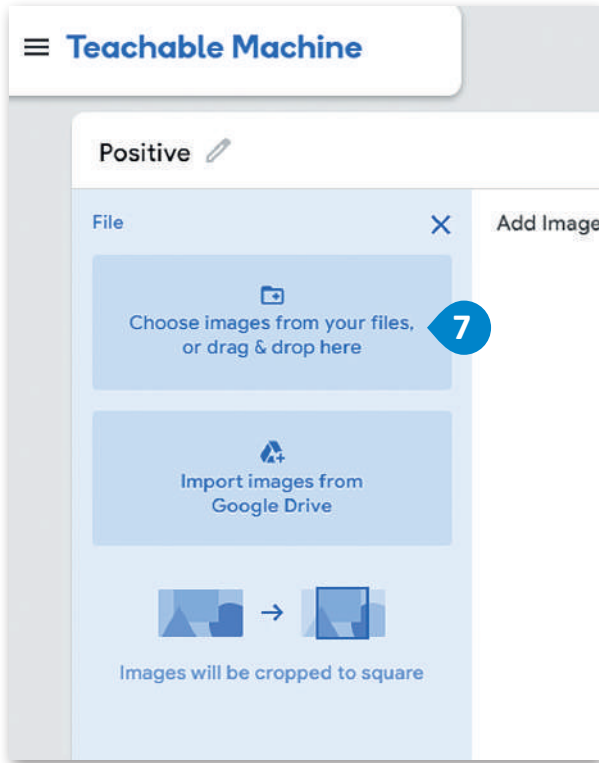 Teachable Machine
Positive
File
Add Image
Choose images from your files,
or drag & drop here
7
Import images from
Google Drive
Images will be cropped to square